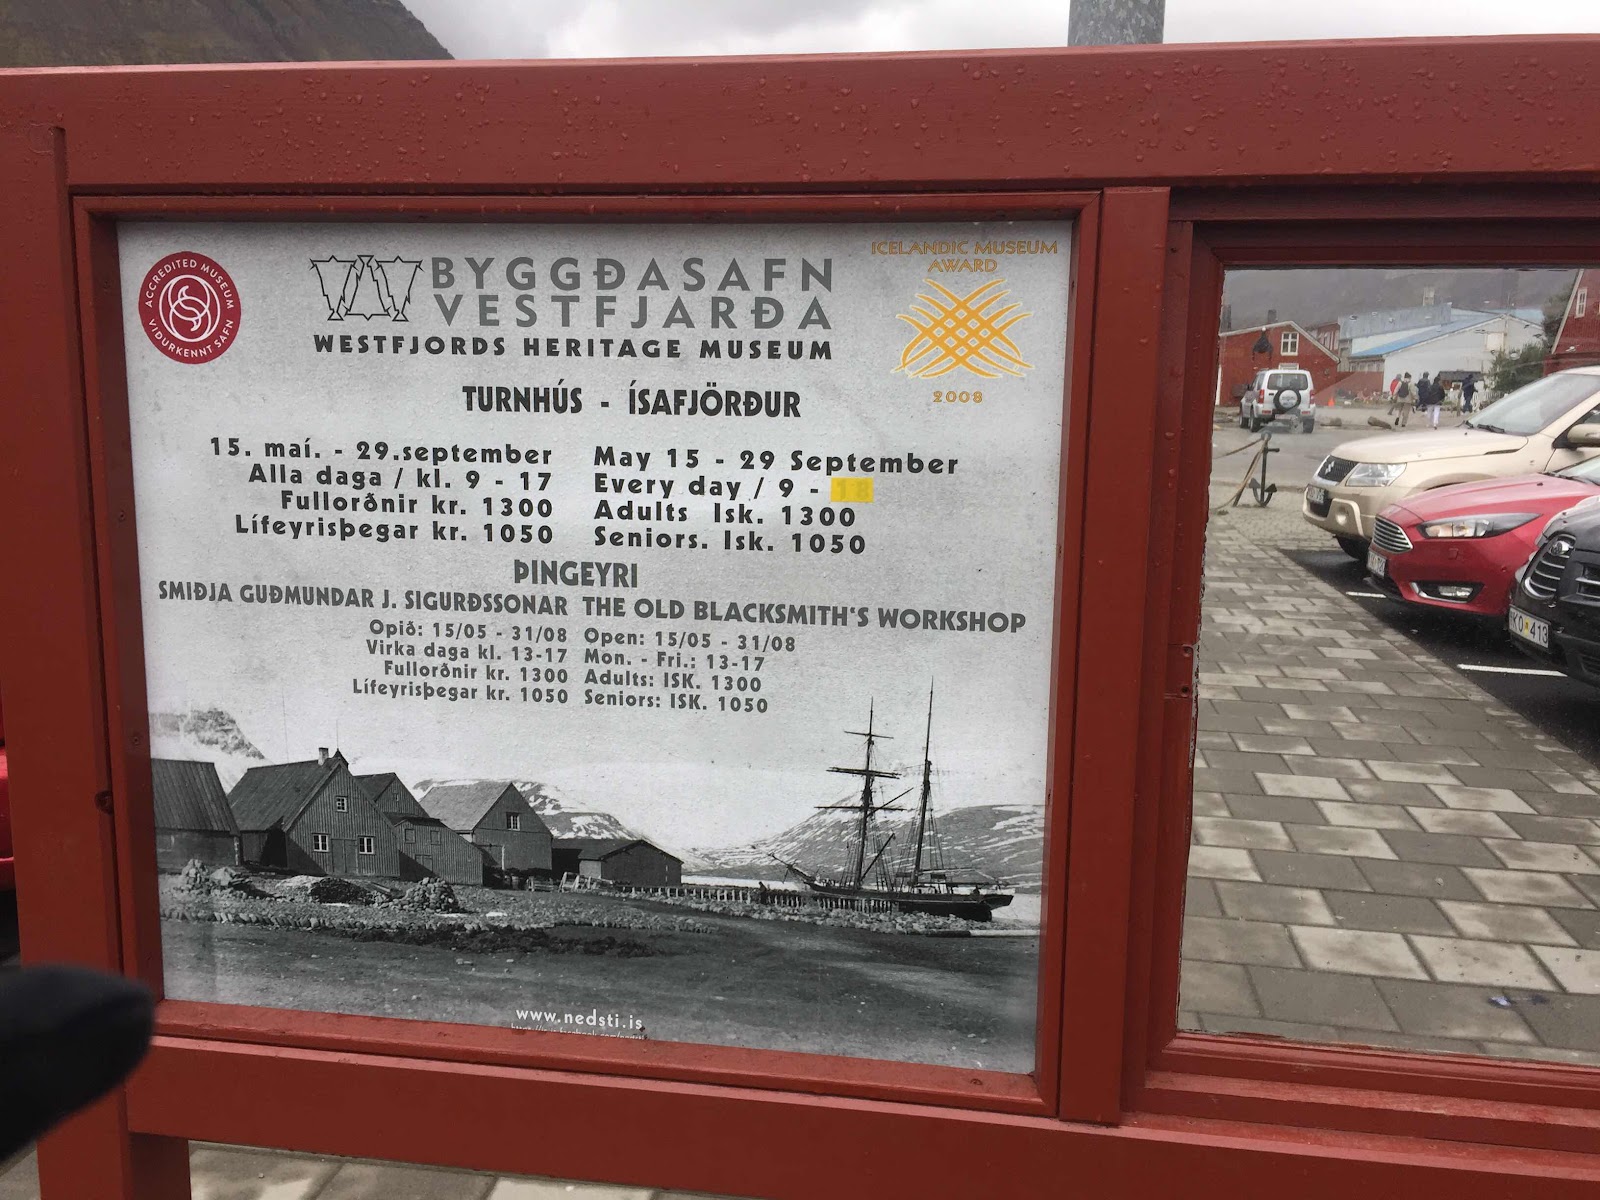 ACCREDITED MUSEUM
VIÐURKENNT SAFN
BYGGÐASAFN
VESTFJARÐA
WESTFJORDS HERITAGE MUSEUM
ICELANDIC MUSEUM
AWARD
2008
TURNHÚS - ÍSAFJÖRÐUR
15. maí. - 29.september
Alla daga / kl. 9 - 17
Fullorðnir kr. 1300
Lífeyrisþegar kr. 1050
May 15 - 29 September
Every day / 9 -
Adults Isk. 1300
Seniors. Isk. 1050
ÞINGEYRI
SMIÐJA GUÐMUNDAR J. SIGURÐSSONAR
Opið: 15/05 - 31/08
Virka daga kl. 13-17
Fullorðnir kr. 1300
Lífeyrisþegar kr. 1050
THE OLD BLACKSMITH'S WORKSHOP
Open: 15/05 - 31/08
Mon. - Fri.: 13-17
Adults: ISK. 1300
Seniors: ISK. 1050
www.nedsti.is